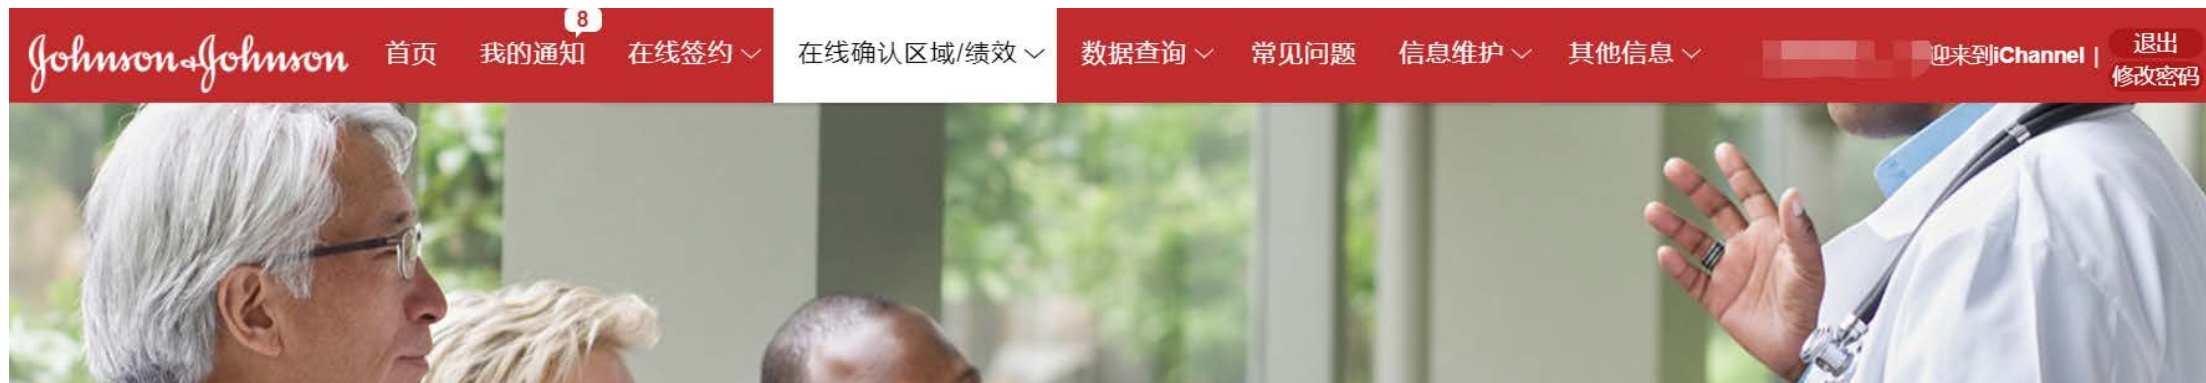 8
Johnson&Johnson
首页
我的通知
在线签约
在线确认区域/绩效
数据查询
常见问题
信息维护
其他信息
迎来到iChannel |
退出
修改密码